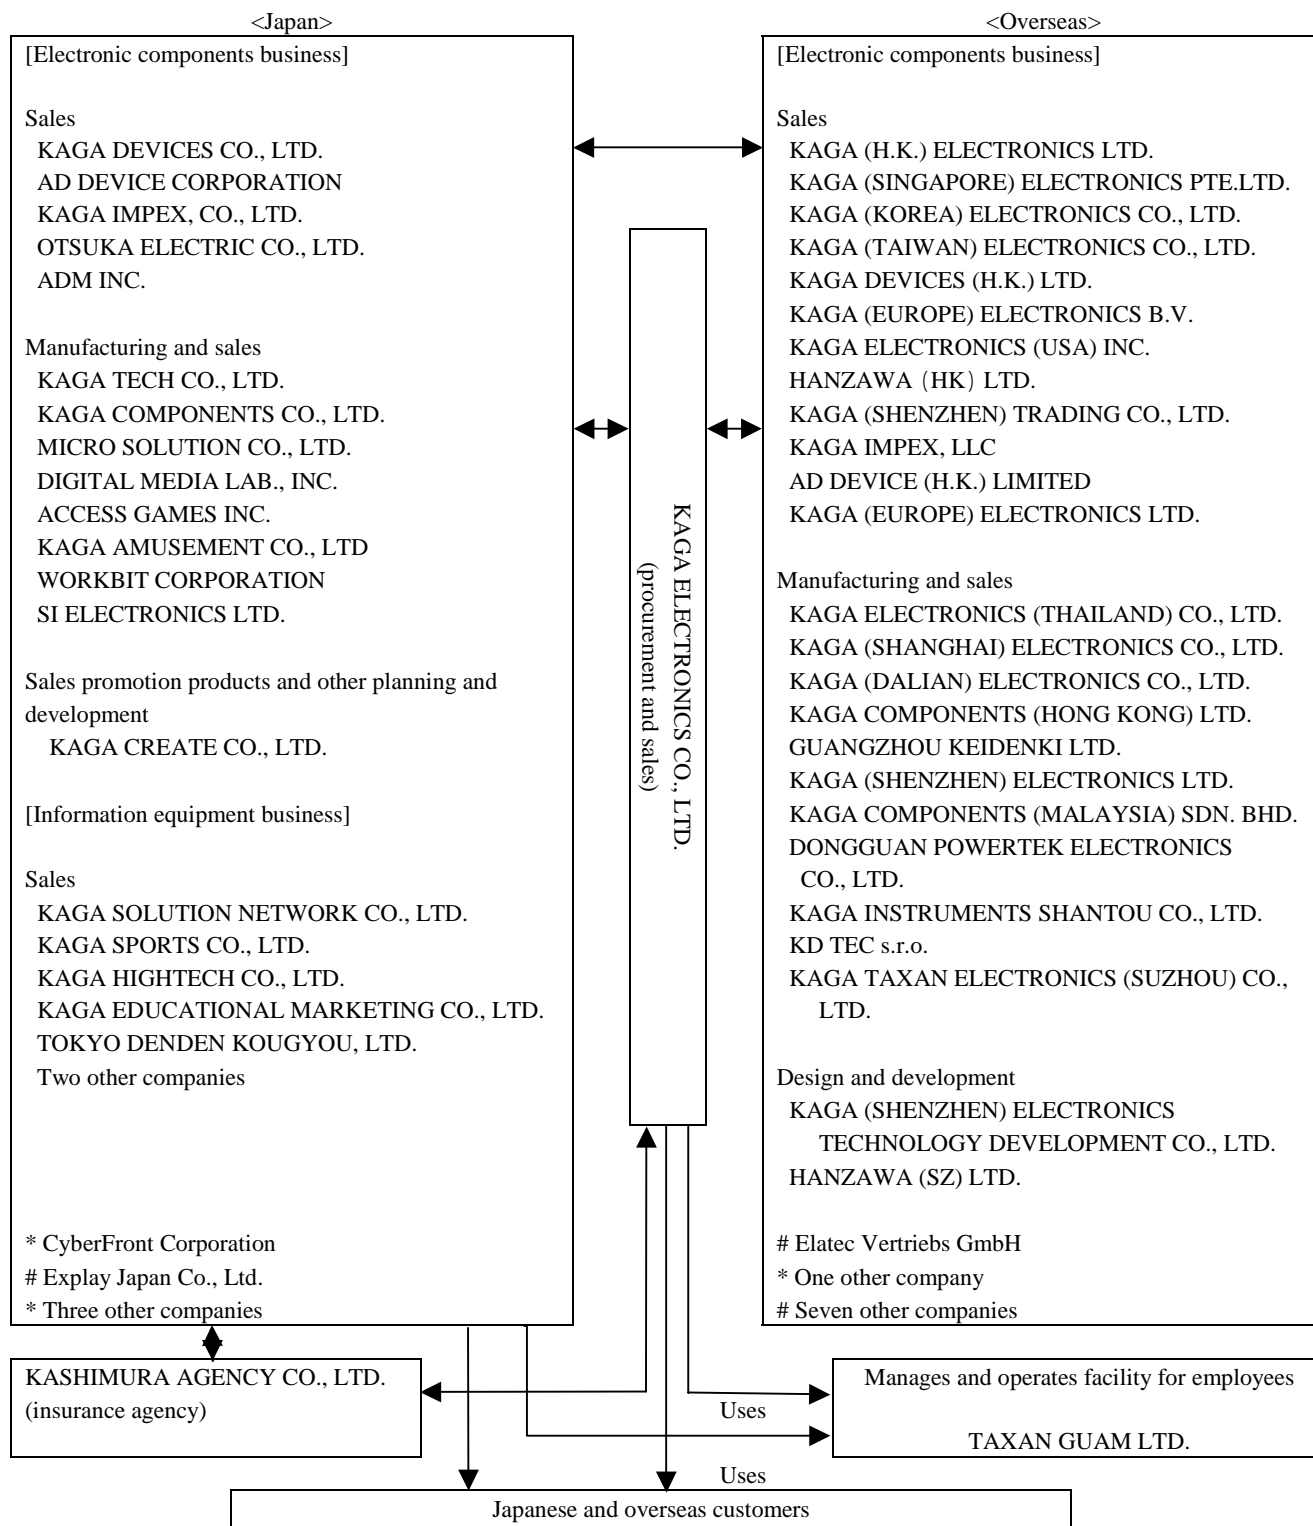 <Japan>
[Electronic components business]
Sales
KAGA DEVICES CO., LTD.
AD DEVICE CORPORATION
KAGA IMPEX, CO., LTD.
OTSUKA ELECTRIC CO., LTD.
ADM INC.
Manufacturing and sales
KAGA TECH CO., LTD.
KAGA COMPONENTS CO., LTD.
MICRO SOLUTION CO., LTD.
DIGITAL MEDIA LAB., INC.
ACCESS GAMES INC.
KAGA AMUSEMENT CO., LTD
WORKBIT CORPORATION
SI ELECTRONICS LTD.
Sales promotion products and other planning and
development
KAGA CREATE CO., LTD.
[Information equipment business]
Sales
KAGA SOLUTION NETWORK CO., LTD.
KAGA SPORTS CO., LTD.
KAGA HIGHTECH CO., LTD.
KAGA EDUCATIONAL MARKETING CO., LTD.
TOKYO DENDEN KOUGYOU, LTD.
Two other companies
* CyberFront Corporation
# Explay Japan Co., Ltd.
* Three other companies
KAGA ELECTRONICS CO., LTD.
(procurement and sales)
<Overseas>
[Electronic components business]
Sales
KAGA (H.K.) ELECTRONICS LTD.
KAGA (SINGAPORE) ELECTRONICS PTE.LTD.
KAGA (KOREA) ELECTRONICS CO., LTD.
KAGA (TAIWAN) ELECTRONICS CO., LTD.
KAGA DEVICES (H.K.) LTD.
KAGA (EUROPE) ELECTRONICS B.V.
KAGA ELECTRONICS (USA) INC.
HANZAWA (HK) LTD.
KAGA (SHENZHEN) TRADING CO., LTD.
KAGA IMPEX, LLC
AD DEVICE (H.K.) LIMITED
KAGA (EUROPE) ELECTRONICS LTD.
Manufacturing and sales
KAGA ELECTRONICS (THAILAND) CO., LTD.
KAGA (SHANGHAI) ELECTRONICS CO., LTD.
KAGA (DALIAN) ELECTRONICS CO., LTD.
KAGA COMPONENTS (HONG KONG) LTD.
GUANGZHOU KEIDENKI LTD.
KAGA (SHENZHEN) ELECTRONICS LTD.
KAGA COMPONENTS (MALAYSIA) SDN. BHD.
DONGGUAN POWERTEK ELECTRONICS
CO., LTD.
KAGA INSTRUMENTS SHANTOU CO., LTD.
KD TEC s.r.o.
KAGA TAXAN ELECTRONICS (SUZHOU) CO.,
LTD.
Design and development
KAGA (SHENZHEN) ELECTRONICS
TECHNOLOGY DEVELOPMENT CO., LTD.
HANZAWA (SZ) LTD.
# Elatec Vertriebs GmbH
* One other company
# Seven other companies
KASHIMURA AGENCY CO., LTD.
(insurance agency)
Uses
Manages and operates facility for employees
TAXAN GUAM LTD.
Uses
Japanese and overseas customers